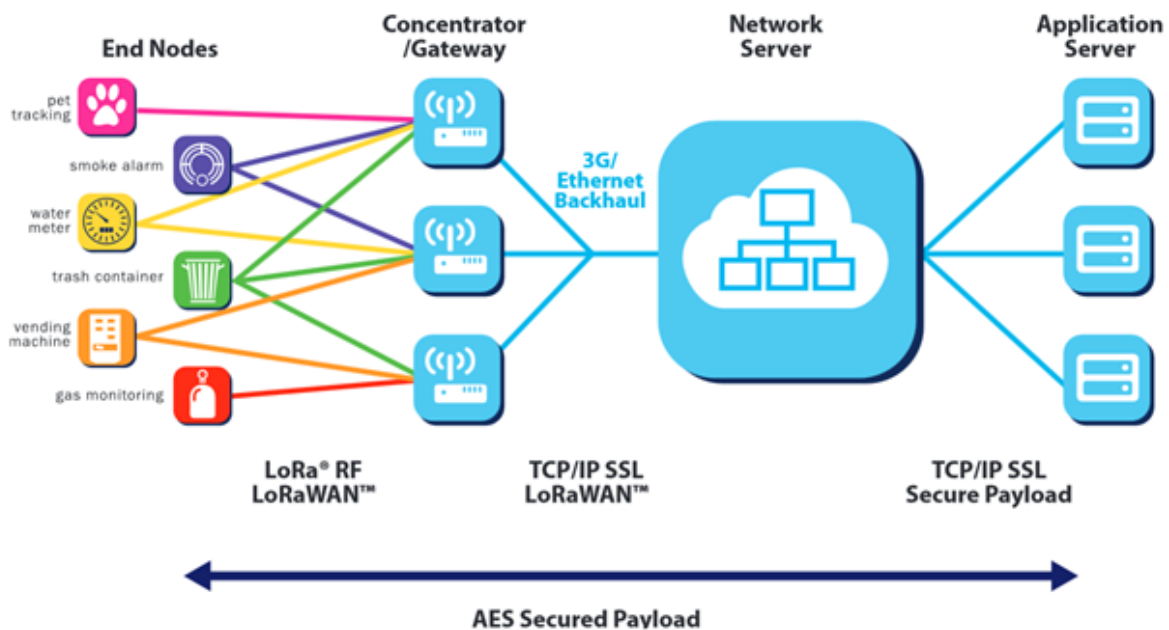 End Nodes
Concentrator
/Gateway
Network
Server
Application
Server
pet
tracking
smoke alarm
water
meter
trash container
vending
machine
gas monitoring
3G/
Ethernet
Backhaul
LoRa® RF
LoRaWAN™
TCP/IP SSL
LoRaWAN™
TCP/IP SSL
Secure Payload
AES Secured Payload